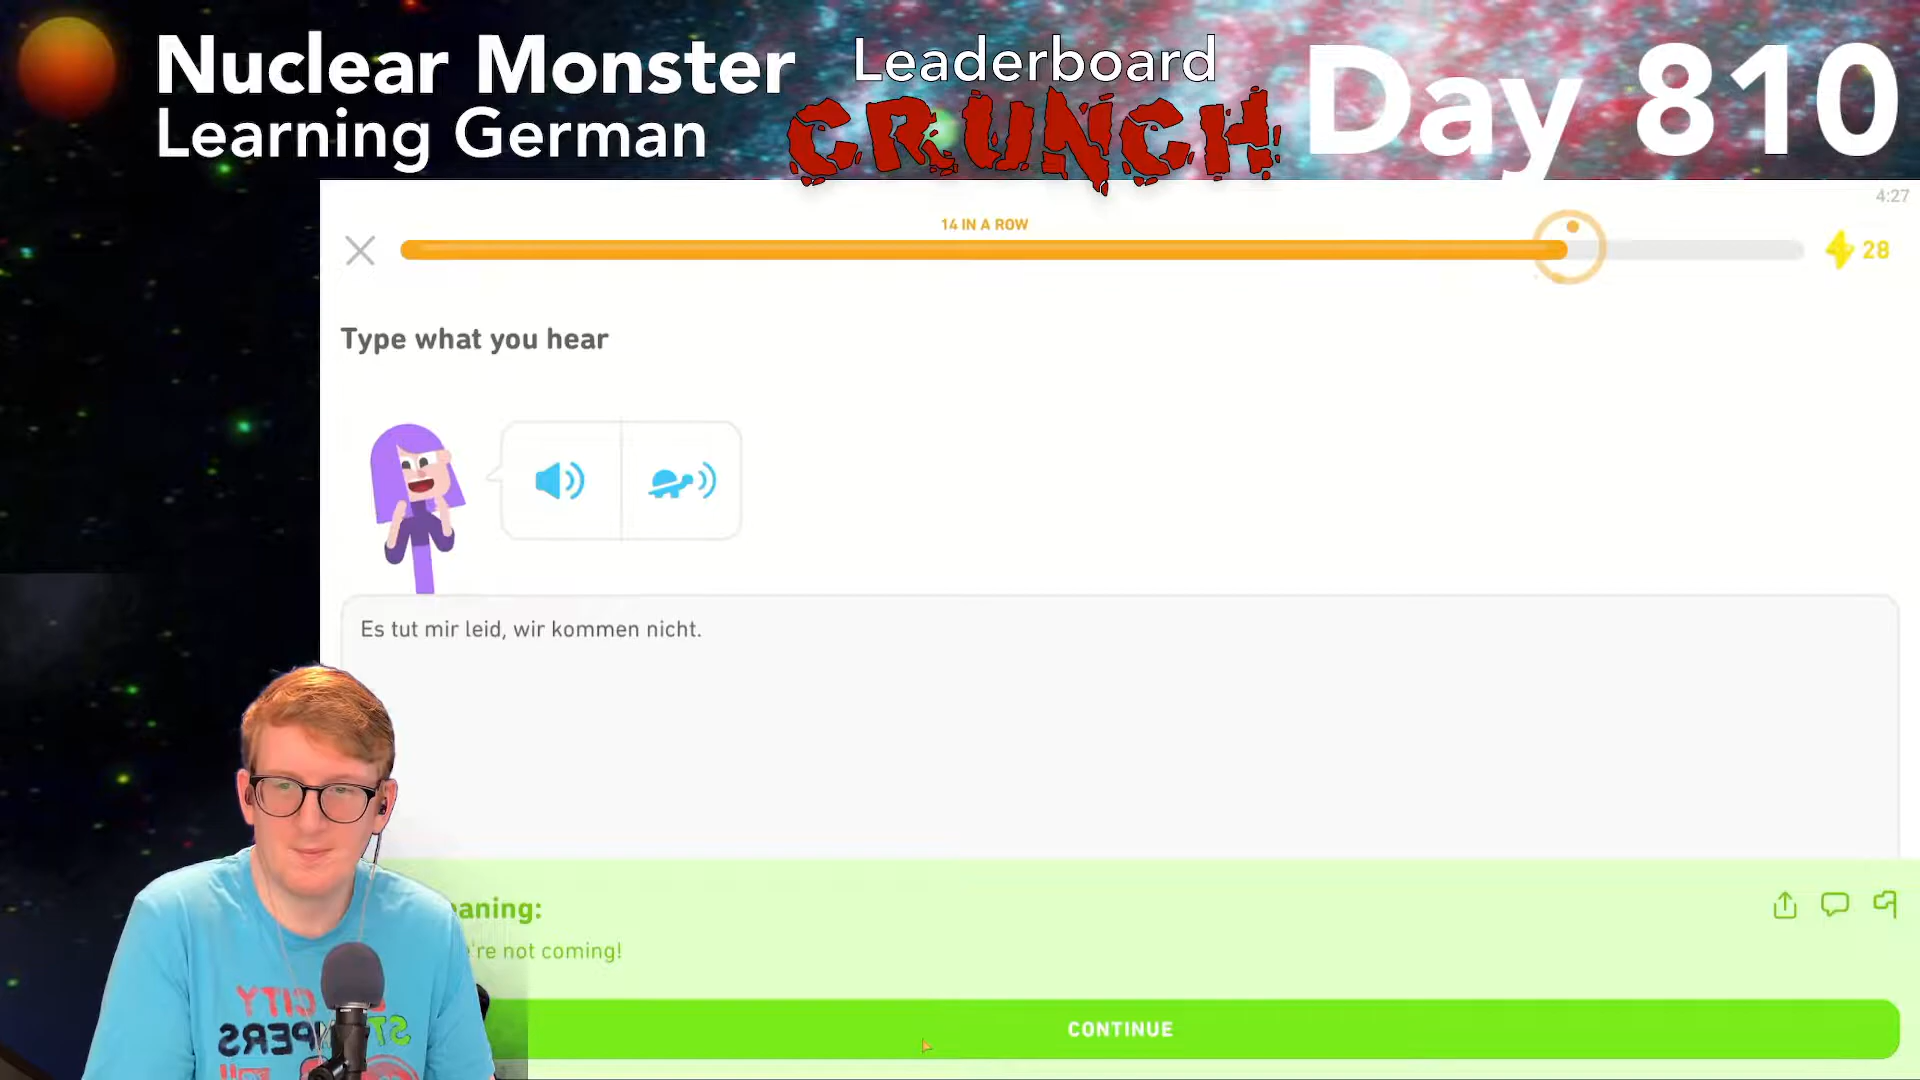 Nuclear Monster
Learning German
Leaderboard
CRUNCH
Day 810
4:27
14 IN A ROW
28
Type what you hear
Es tut mir leid, wir kommen nicht.
aning:
're not coming!
CONTINUE
CITY